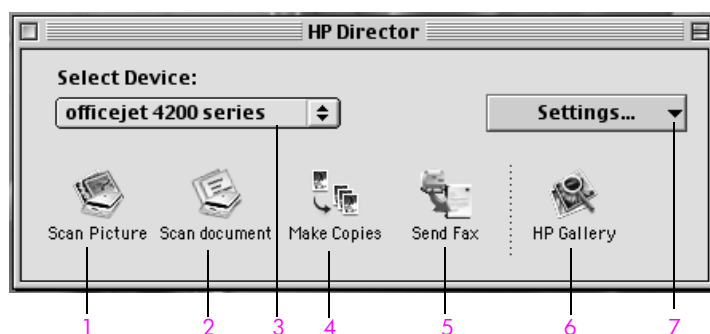 HP Director
Select Device:
officejet 4200 series
Settings...
Scan Picture
Scan document
Make Copies
Send Fax
HP Gallery
1 2 3 4 5 6 7